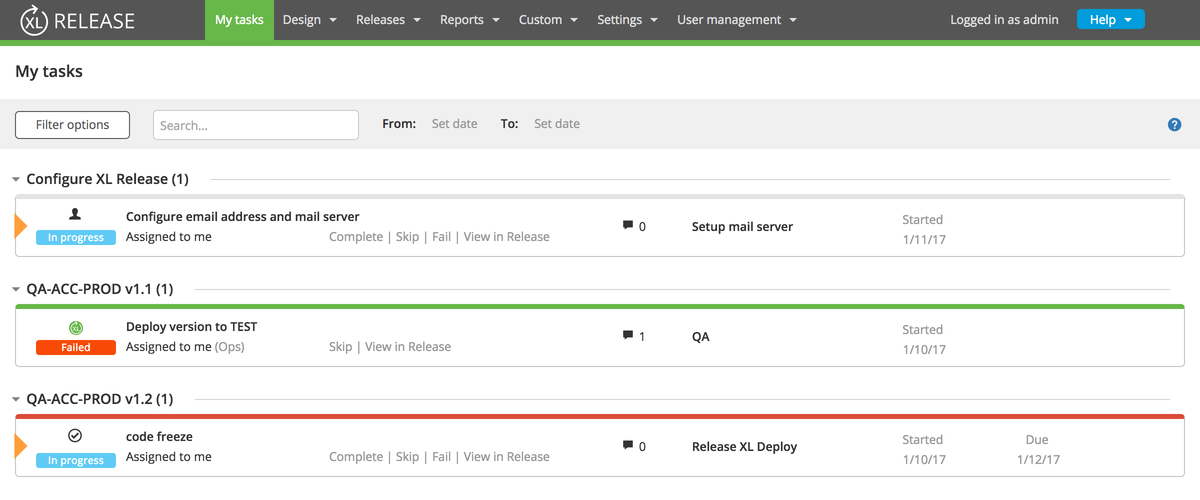 XL RELEASE My tasks Design Releases Reports Custom Settings User management Logged in as admin Help
My tasks
Filter options Search... From: Set date To: Set date ?
Configure XL Release (1)
Configure email address and mail server
In progress Assigned to me Complete | Skip | Fail | View in Release 0 Setup mail server Started
1/11/17
QA-ACC-PROD v1.1 (1)
XL Deploy version to TEST
Failed Assigned to me (Ops) Skip | View in Release 1 QA Started
1/10/17
QA-ACC-PROD v1.2 (1)
code freeze
In progress Assigned to me Complete | Skip | Fail | View in Release 0 Release XL Deploy Started Due
1/10/17 1/12/17